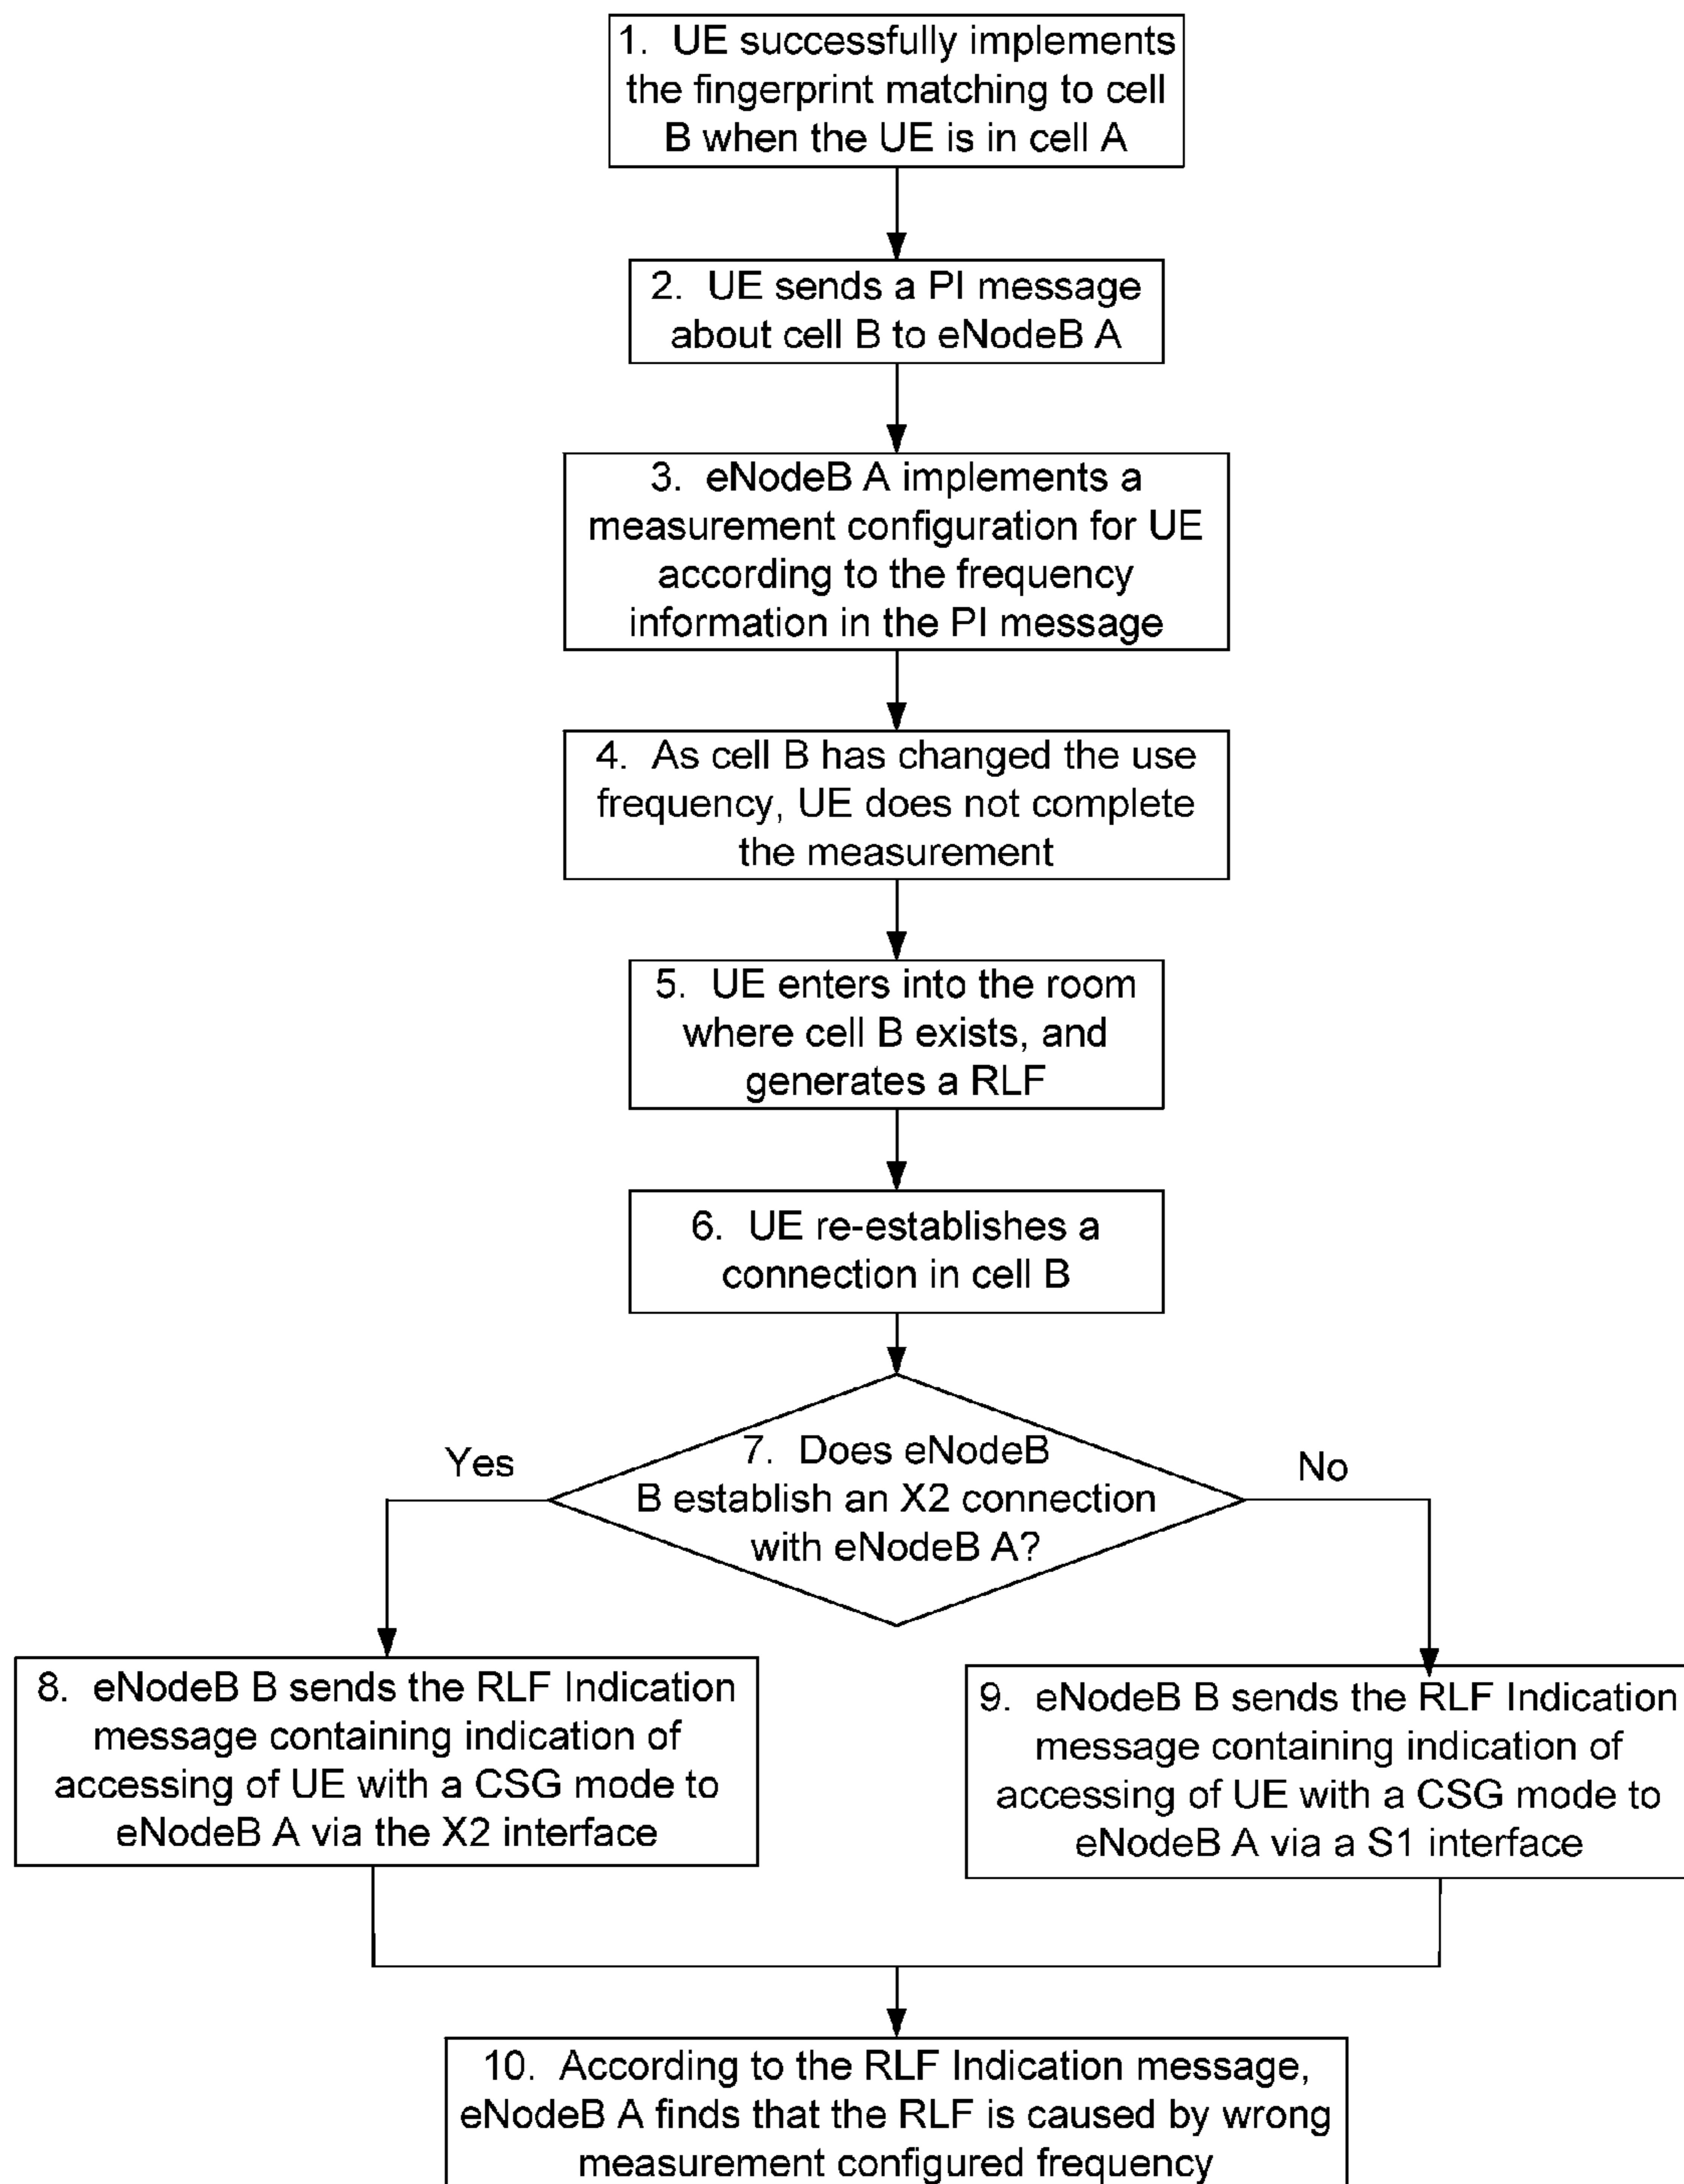 1. UE successfully implements
the fingerprint matching to cell
B when the UE is in cell A
2. UE sends a PI message
about cell B to eNodeB A
3. eNodeB A implements a
measurement configuration for UE
according to the frequency
information in the PI message
4. As cell B has changed the use
frequency, UE does not complete
the measurement
5. UE enters into the room
where cell B exists, and
generates a RLF
6. UE re-establishes a
connection in cell B
7. Does eNodeB
B establish an X2 connection
with eNodeB A?
Yes
No
8. eNodeB B sends the RLF Indication
message containing indication of
accessing of UE with a CSG mode to
eNodeB A via the X2 interface
9. eNodeB B sends the RLF Indication
message containing indication of
accessing of UE with a CSG mode to
eNodeB A via a S1 interface
10. According to the RLF Indication message,
eNodeB A finds that the RLF is caused by wrong
measurement configured frequency